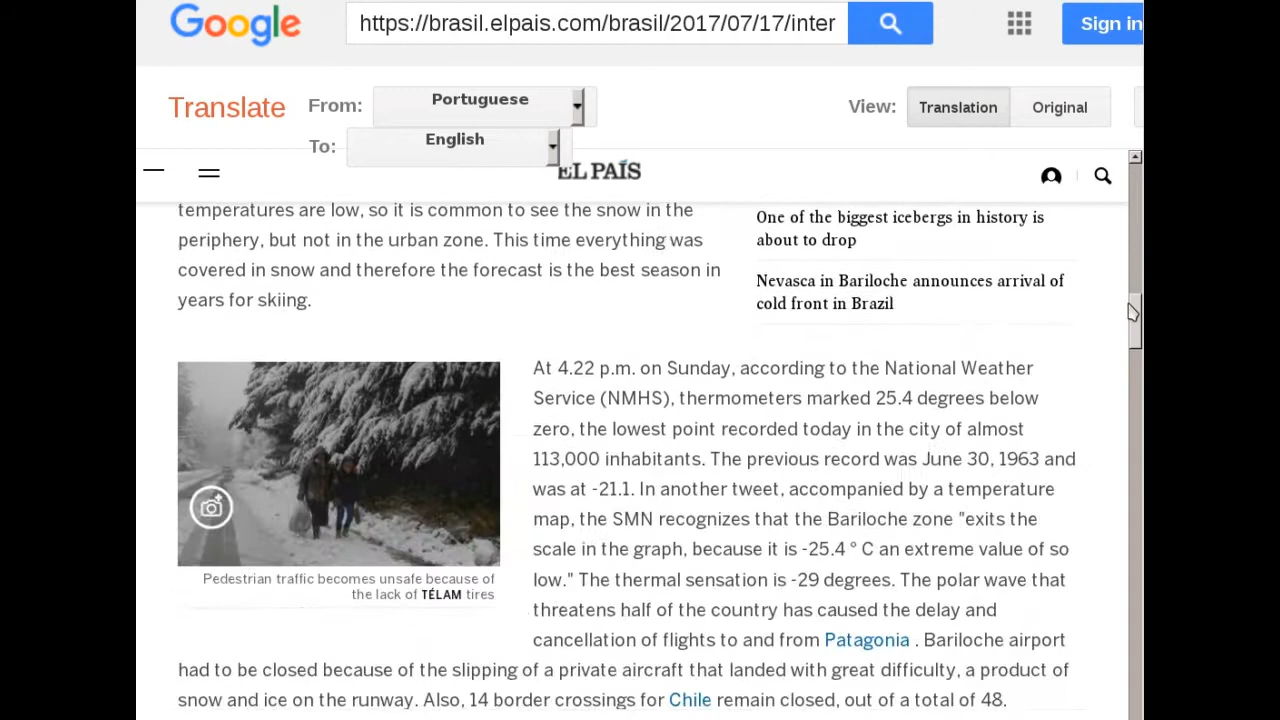 Google
https://brasil.elpais.com/brasil/2017/07/17/inter
Sign in
Translate
From:
Portuguese
View:
Translation
Original
To:
English
EL PAÍS
temperatures are low, so it is common to see the snow in the
periphery, but not in the urban zone. This time everything was
covered in snow and therefore the forecast is the best season in
years for skiing.
One of the biggest icebergs in history is
about to drop
Nevasca in Bariloche announces arrival of
cold front in Brazil
Pedestrian traffic becomes unsafe because of
the lack of TÉLAM tires
At 4.22 p.m. on Sunday, according to the National Weather
Service (NMHS), thermometers marked 25.4 degrees below
zero, the lowest point recorded today in the city of almost
113,000 inhabitants. The previous record was June 30, 1963 and
was at -21.1. In another tweet, accompanied by a temperature
map, the SMN recognizes that the Bariloche zone "exits the
scale in the graph, because it is -25.4 ° C an extreme value of so
low." The thermal sensation is -29 degrees. The polar wave that
threatens half of the country has caused the delay and
cancellation of flights to and from Patagonia . Bariloche airport
had to be closed because of the slipping of a private aircraft that landed with great difficulty, a product of
snow and ice on the runway. Also, 14 border crossings for Chile remain closed, out of a total of 48.